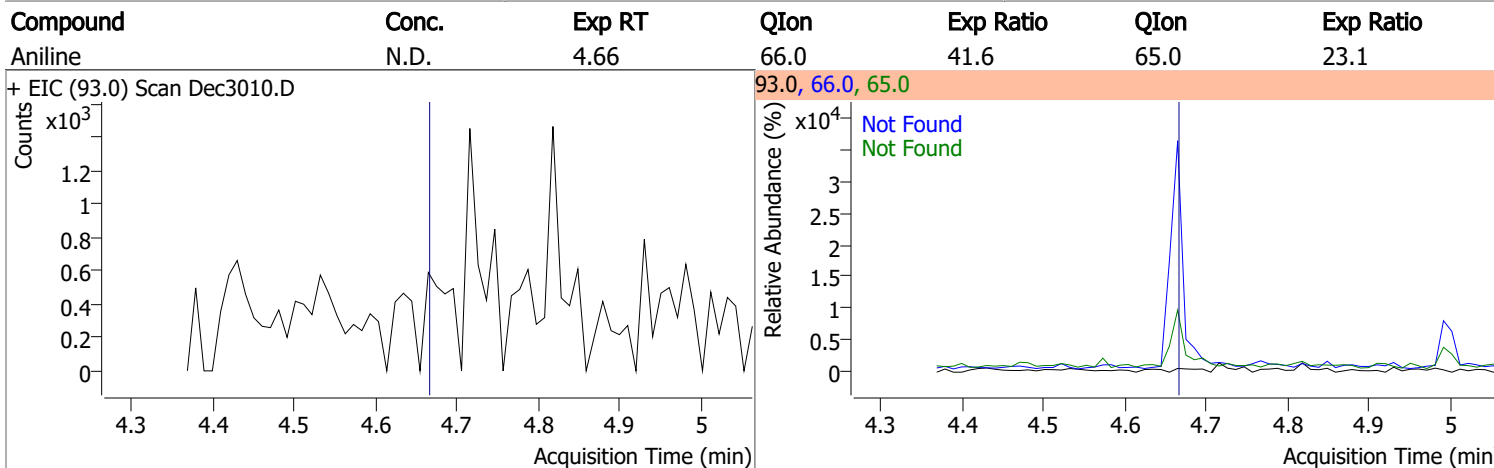 Compound Conc. Exp RT QIon Exp Ratio QIon Exp Ratio
Aniline N.D. 4.66 66.0 41.6 65.0 23.1
+ EIC (93.0) Scan Dec3010.D
Counts
x10³
1.2
1
0.8
0.6
0.4
0.2
0
4.3 4.4 4.5 4.6 4.7 4.8 4.9 5
Acquisition Time (min)
93.0, 66.0, 65.0
Relative Abundance (%)
x10⁴
Not Found
Not Found
3
2.5
2
1.5
1
0.5
0
4.3 4.4 4.5 4.6 4.7 4.8 4.9 5
Acquisition Time (min